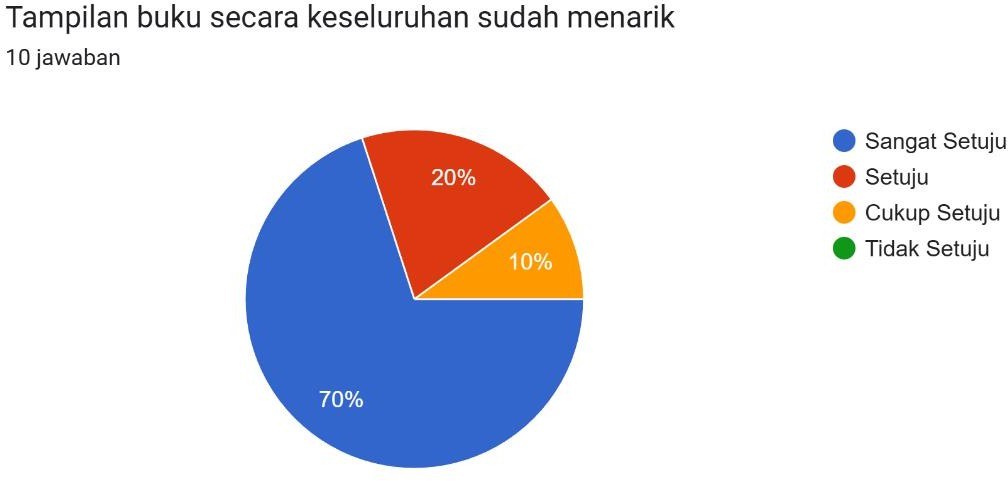 Tampilan buku secara keseluruhan sudah menarik
10 jawaban
20%
10%
70%
Sangat Setuju
Setuju
Cukup Setuju
Tidak Setuju